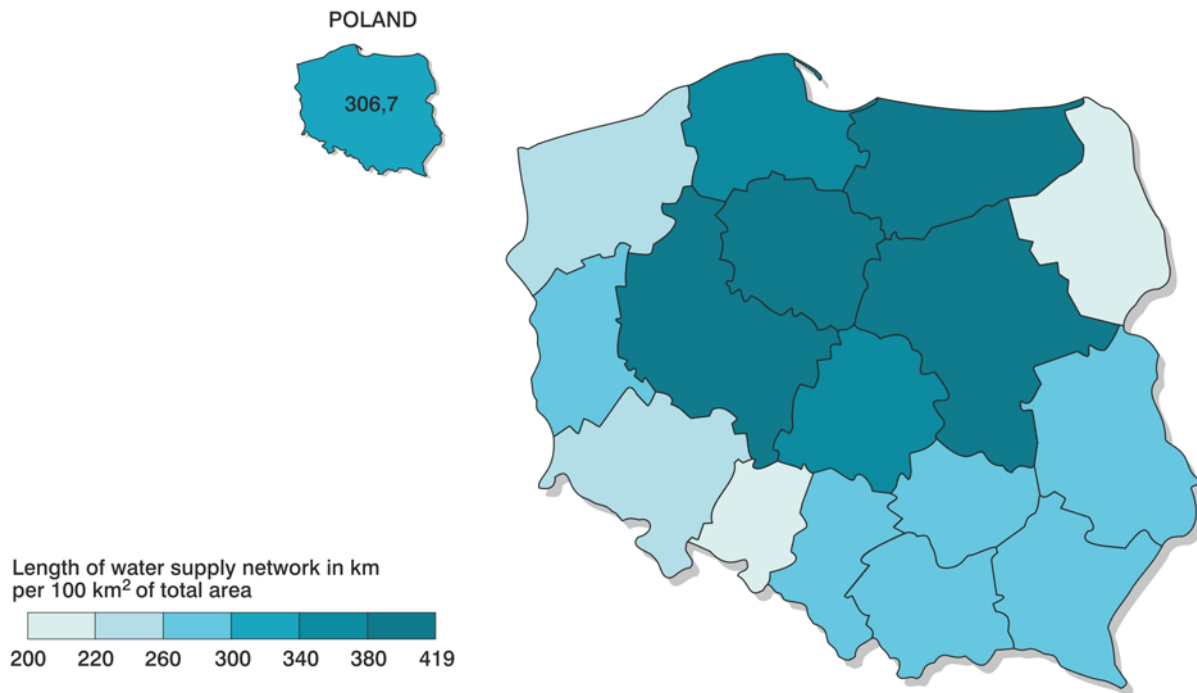 POLAND
306,7
Length of water supply network in km
per 100 km² of total area
200 220 260 300 340 380 419